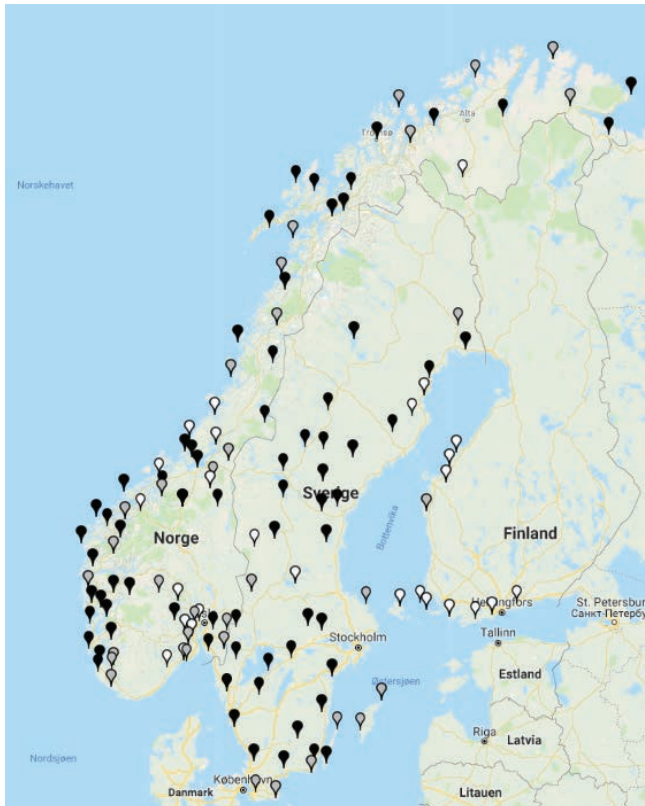 Alta
Tromsø
Norskehavet
Sverige
Bottenvika
Norge
Finland
Helsingfors
St. Petersburg
Санкт-Петербу
Stockholm
Tallinn
Estland
Østersjøen
Riga
Latvia
Nordsjøen
København
Danmark
Litauen